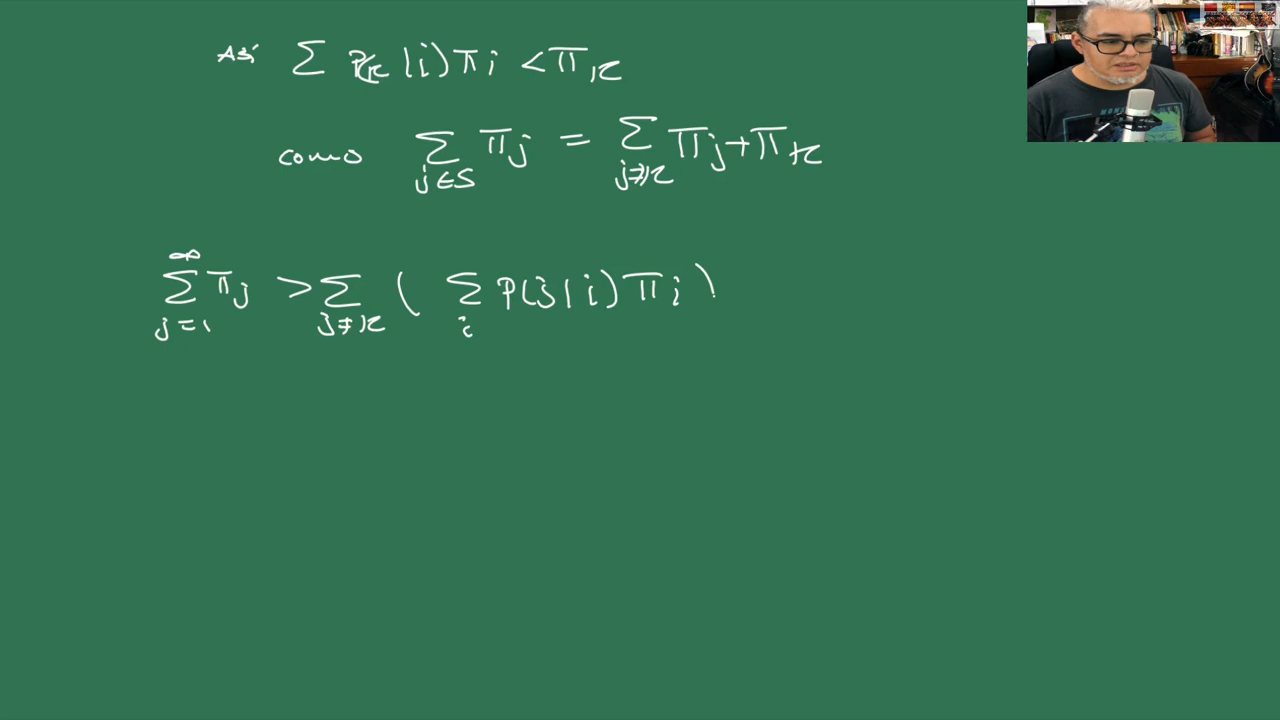 Así ∑ P(k|i) πi < πk
como ∑_{j∈S} πj = ∑_{j≠k} πj + πk
∑_{j=1}^{∞} πj > ∑_{j≠k} ( ∑_i P(j|i) πi )